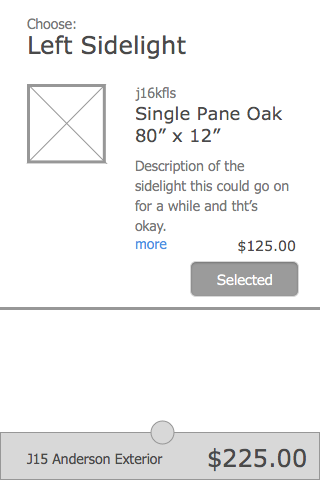 Choose:
Left Sidelight
j16kfls
Single Pane Oak
80” x 12”
Description of the
sidelight this could go on
for a while and tht’s
okay.
more
$125.00
Selected
J15 Anderson Exterior
$225.00